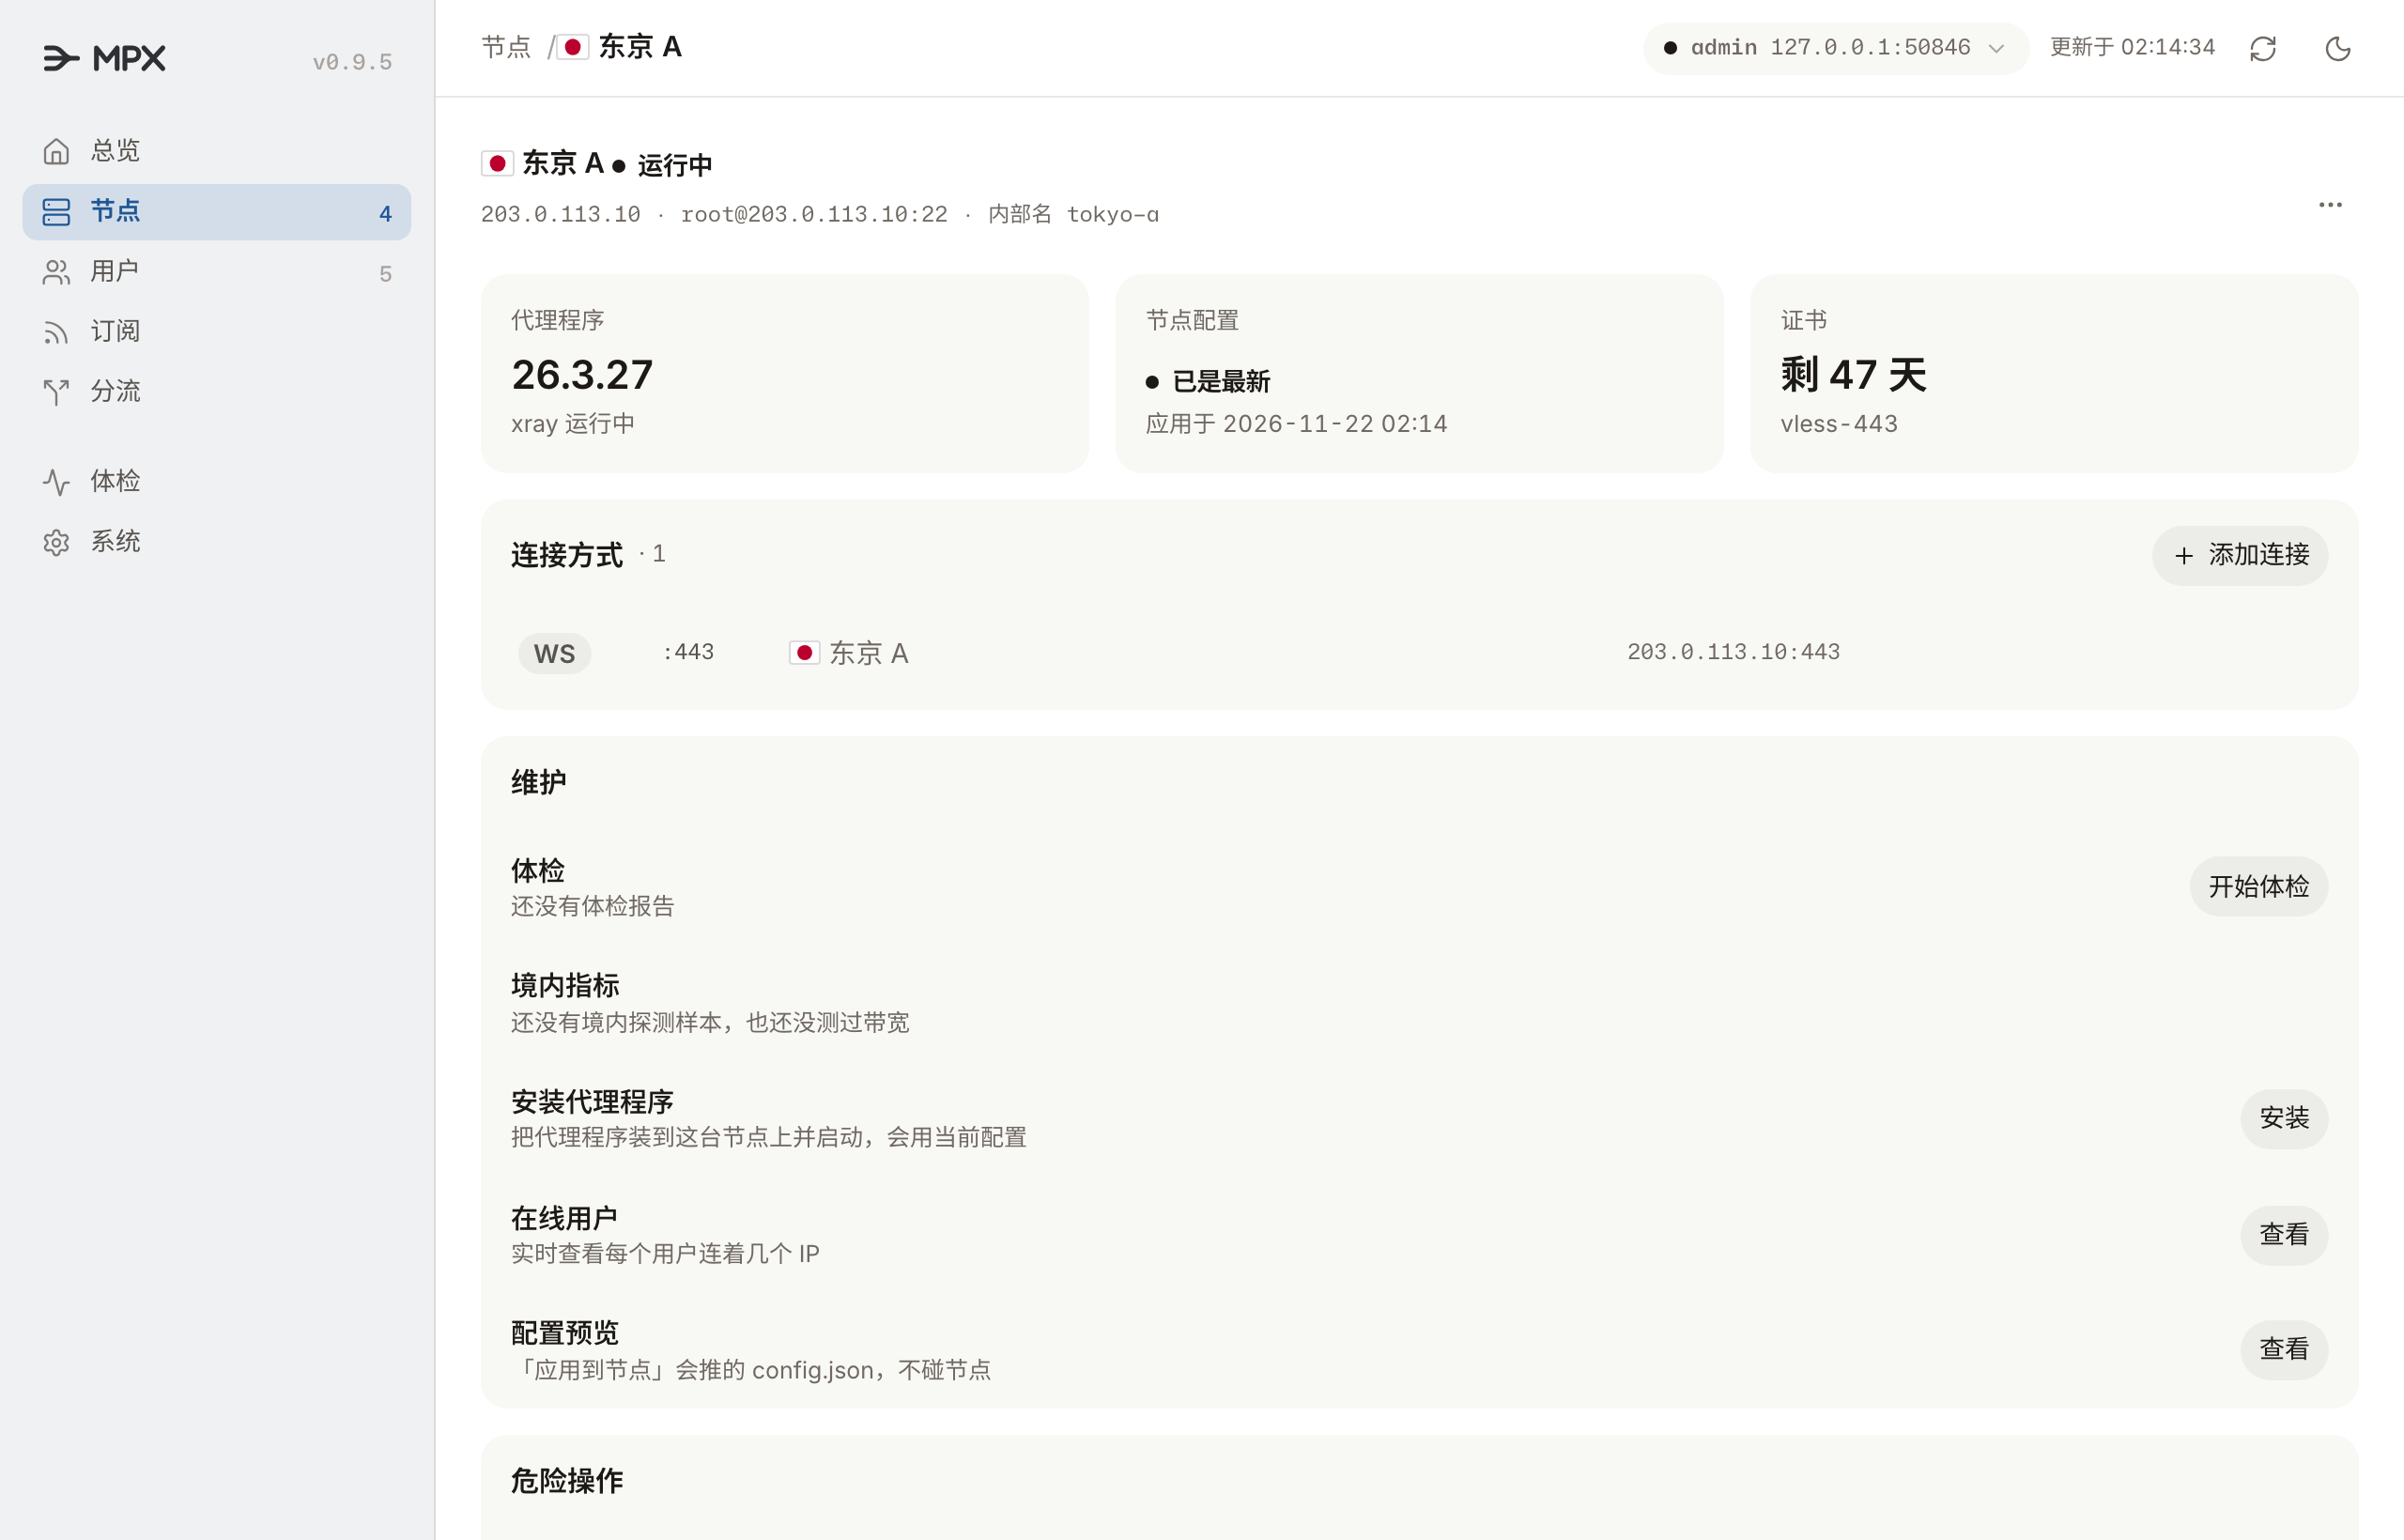 MPX v0.9.5
总览
节点 4
用户 5
订阅
分流
体检
系统
节点 / 东京 A
admin 127.0.0.1:50846
更新于 02:14:34
东京 A 运行中
203.0.113.10 · root@203.0.113.10:22 · 内部名 tokyo-a
代理程序
26.3.27
xray 运行中
节点配置
已是最新
应用于 2026-11-22 02:14
证书
剩 47 天
vless-443
连接方式 · 1
+ 添加连接
WS :443 东京 A 203.0.113.10:443
维护
体检
还没有体检报告
开始体检
境内指标
还没有境内探测样本，也还没测过带宽
安装代理程序
把代理程序装到这台节点上并启动，会用当前配置
安装
在线用户
实时查看每个用户连着几个 IP
查看
配置预览
「应用到节点」会推的 config.json，不碰节点
查看
危险操作